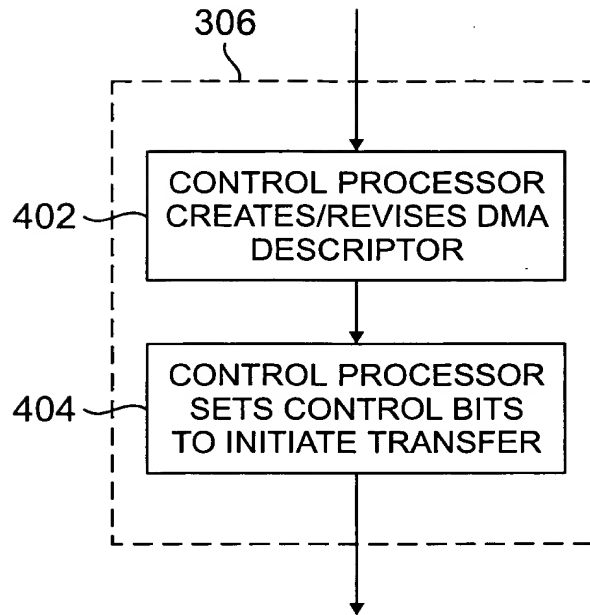 306
402
CONTROL PROCESSOR
CREATES/REVISES DMA
DESCRIPTOR
404
CONTROL PROCESSOR
SETS CONTROL BITS
TO INITIATE TRANSFER